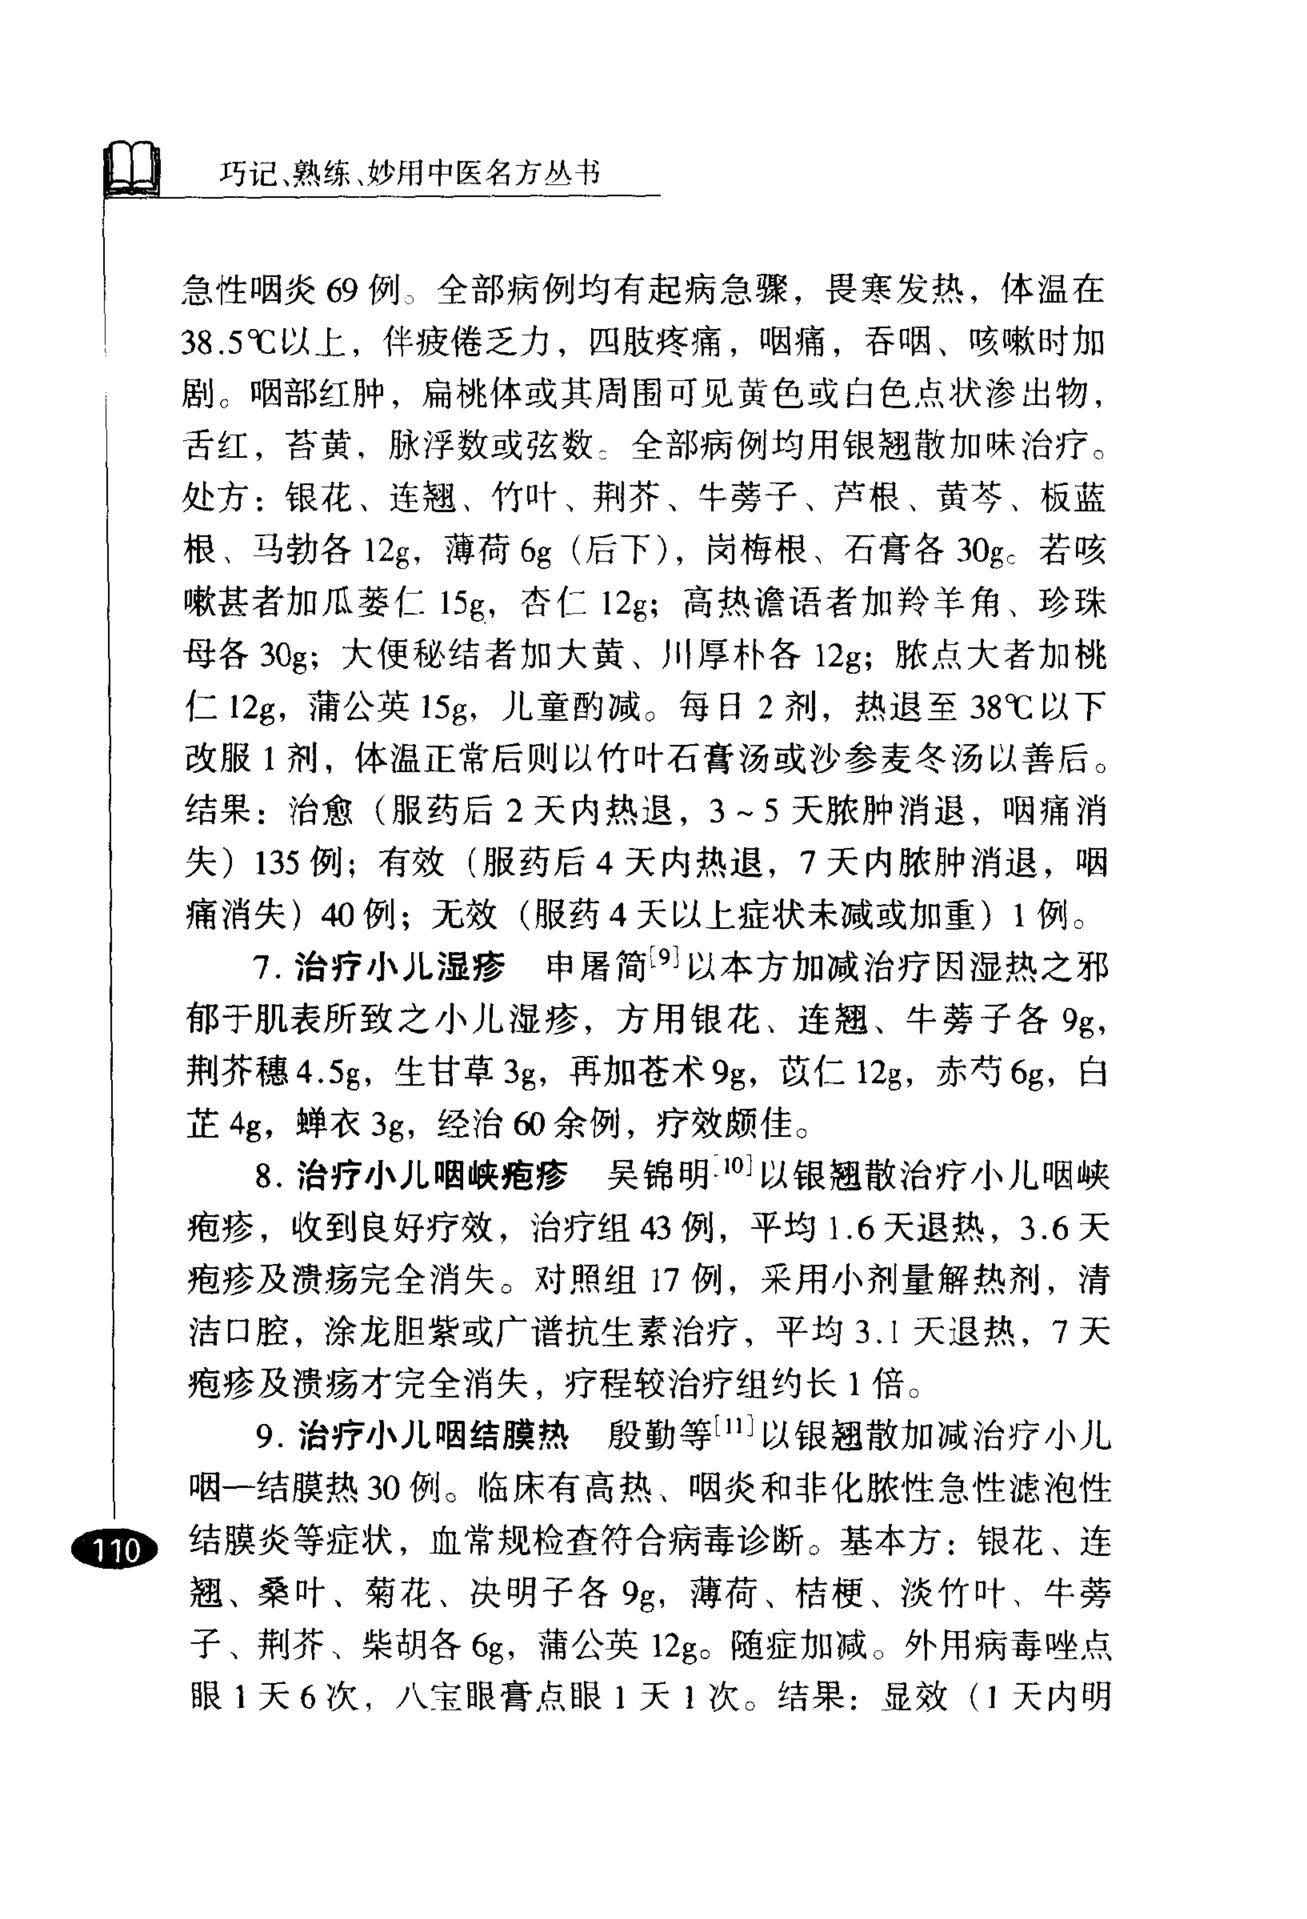 巧记、熟练、妙用中医名方丛书
急性咽炎 69 例。全部病例均有起病急骤，畏寒发热，体温在
38.5℃以上，伴疲倦乏力，四肢疼痛，咽痛，吞咽、咳嗽时加
剧。咽部红肿，扁桃体或其周围可见黄色或白色点状渗出物，
舌红，苔黄，脉浮数或弦数。全部病例均用银翘散加味治疗。
处方：银花、连翘、竹叶、荆芥、牛蒡子、芦根、黄芩、板蓝
根、马勃各 12g，薄荷 6g（后下），岗梅根、石膏各 30g。若咳
嗽甚者加瓜蒌仁 15g，杏仁 12g；高热谵语者加羚羊角、珍珠
母各 30g；大便秘结者加大黄、川厚朴各 12g；脓点大者加桃
仁 12g，蒲公英 15g，儿童酌减。每日 2 剂，热退至 38℃以下
改服 1 剂，体温正常后则以竹叶石膏汤或沙参麦冬汤以善后。
结果：治愈（服药后 2 天内热退，3～5 天脓肿消退，咽痛消
失）135 例；有效（服药后 4 天内热退，7 天内脓肿消退，咽
痛消失）40 例；无效（服药 4 天以上症状未减或加重）1 例。
7. 治疗小儿湿疹　申屠简[9]以本方加减治疗因湿热之邪
郁于肌表所致之小儿湿疹，方用银花、连翘、牛蒡子各 9g，
荆芥穗 4.5g，生甘草 3g，再加苍术 9g，苡仁 12g，赤芍 6g，白
芷 4g，蝉衣 3g，经治 60 余例，疗效颇佳。
8. 治疗小儿咽峡疱疹　吴锦明[10]以银翘散治疗小儿咽峡
疱疹，收到良好疗效，治疗组 43 例，平均 1.6 天退热，3.6 天
疱疹及溃疡完全消失。对照组 17 例，采用小剂量解热剂，清
洁口腔，涂龙胆紫或广谱抗生素治疗，平均 3.1 天退热，7 天
疱疹及溃疡才完全消失，疗程较治疗组约长 1 倍。
9. 治疗小儿咽结膜热　殷勤等[11]以银翘散加减治疗小儿
咽—结膜热 30 例。临床有高热、咽炎和非化脓性急性滤泡性
结膜炎等症状，血常规检查符合病毒诊断。基本方：银花、连
翘、桑叶、菊花、决明子各 9g，薄荷、桔梗、淡竹叶、牛蒡
子、荆芥、柴胡各 6g，蒲公英 12g。随症加减。外用病毒唑点
眼 1 天 6 次，八宝眼膏点眼 1 天 1 次。结果：显效（1 天内明
110